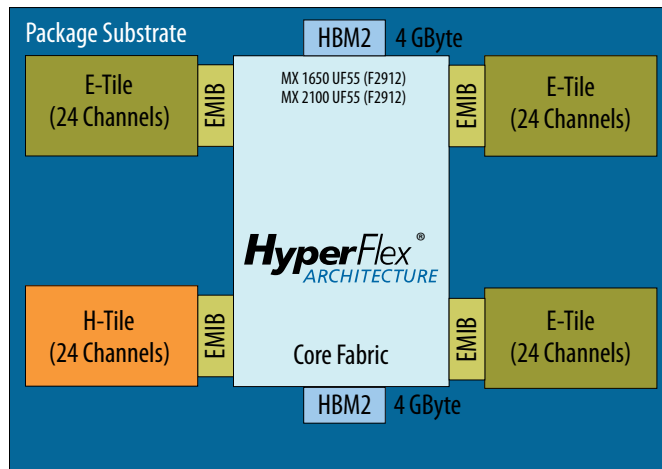 Package Substrate
HBM2 4 GByte
E-Tile
(24 Channels)
EMIB
MX 1650 UF55 (F2912)
MX 2100 UF55 (F2912)
EMIB
E-Tile
(24 Channels)
HyperFlex®
ARCHITECTURE
H-Tile
(24 Channels)
EMIB
Core Fabric
EMIB
E-Tile
(24 Channels)
HBM2 4 GByte